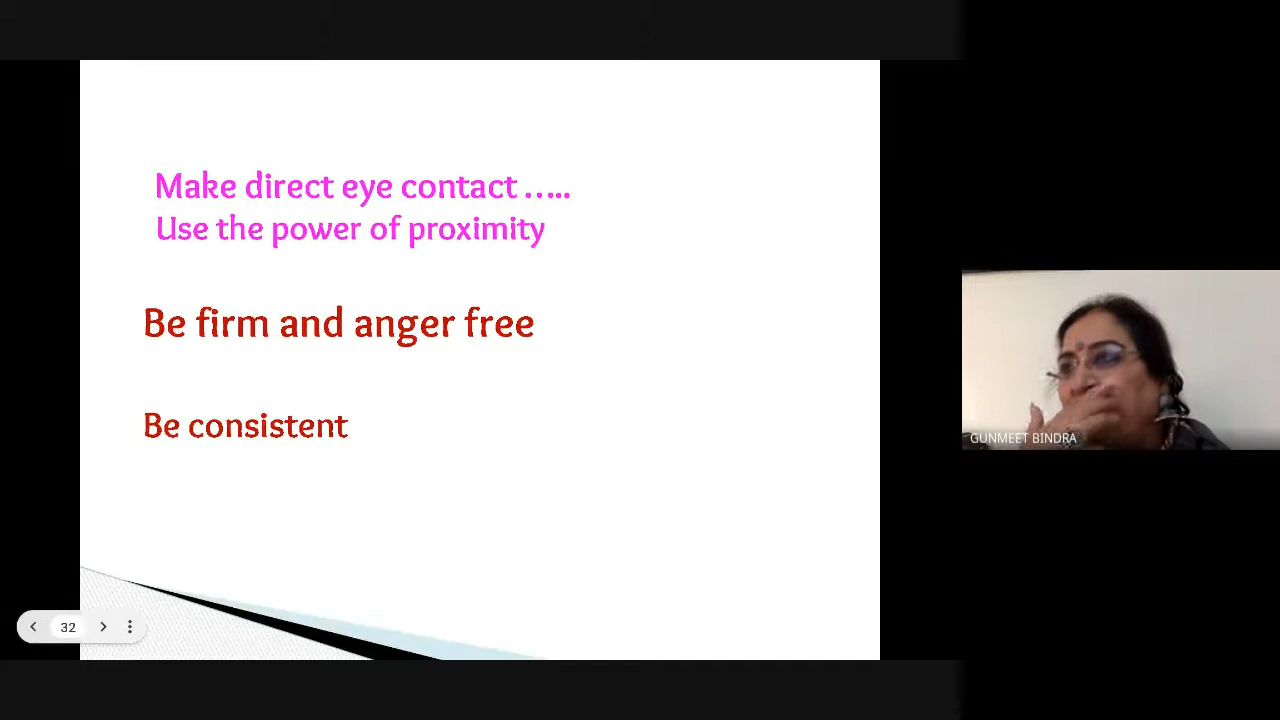 Make direct eye contact …..
Use the power of proximity
Be firm and anger free
Be consistent
GUNMEET BINDRA
32